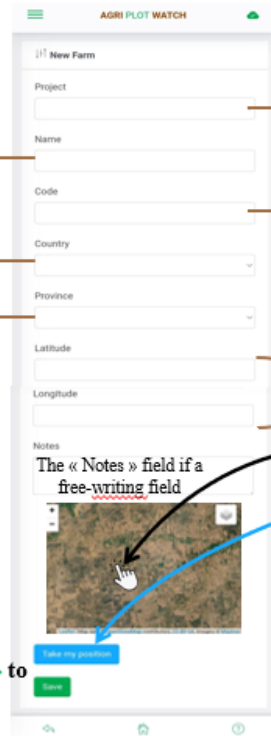 AGRI PLOT WATCH
New Farm
Project
Name
Code
Country
Province
Latitude
Longitude
Notes
The « Notes » field if a
free-writing field
+
-
Take my position
to
Save